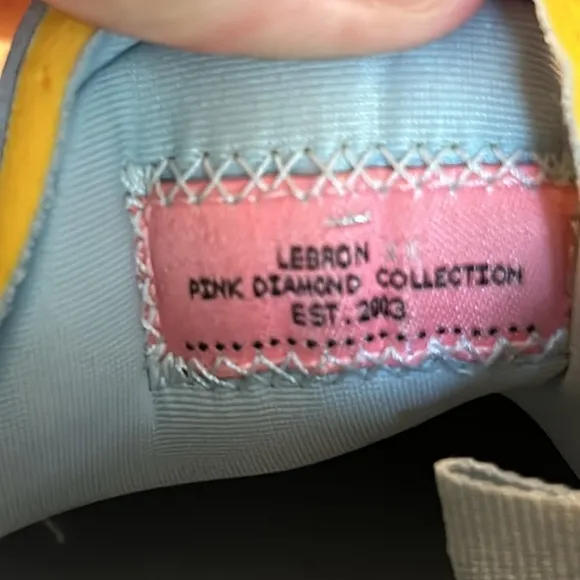 LEBRON
PINK DIAMOND COLLECTION
EST. 2003